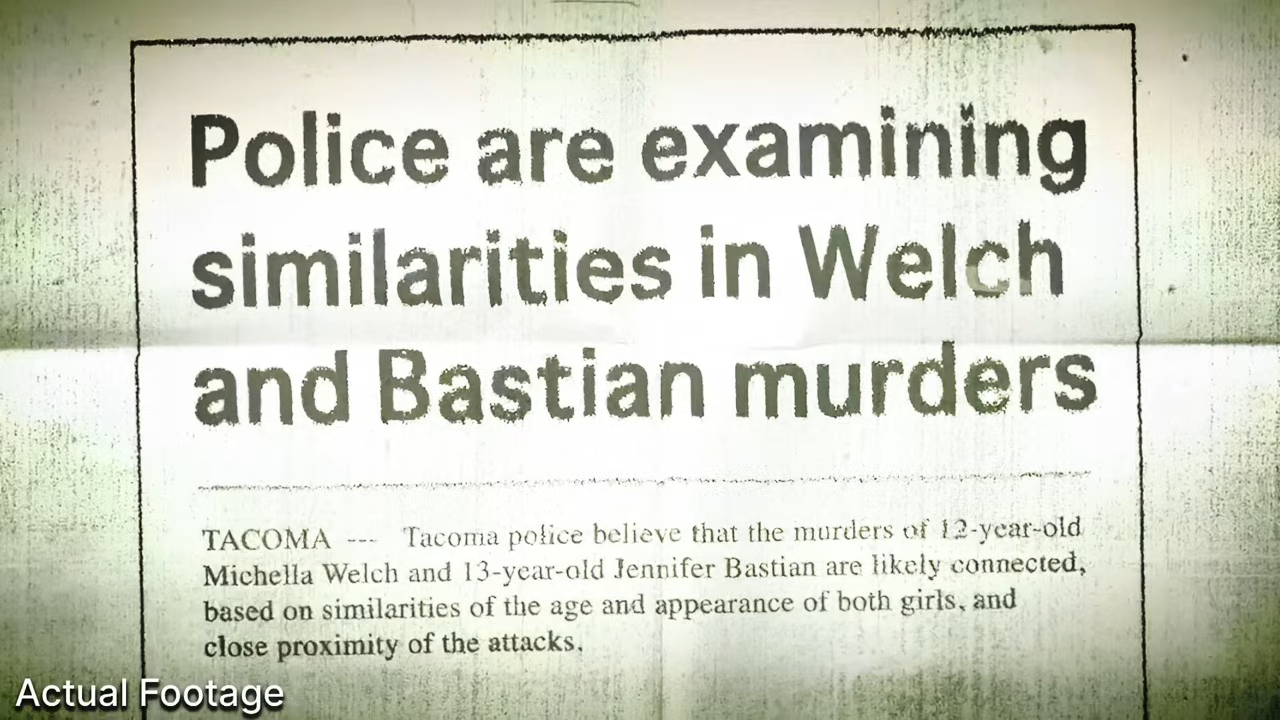 Police are examining
similarities in Welch
and Bastian murders
TACOMA --- Tacoma police believe that the murders of 12-year-old
Michella Welch and 13-year-old Jennifer Bastian are likely connected,
based on similarities of the age and appearance of both girls, and
close proximity of the attacks.
Actual Footage